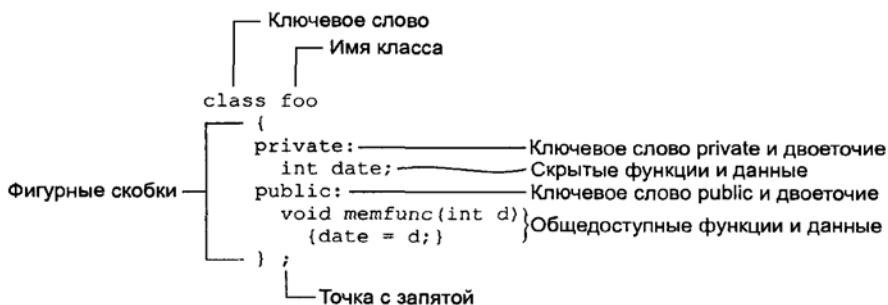 Ключевое слово
Имя класса
class foo
{
private: Ключевое слово private и двоеточие
int date; Скрытые функции и данные
Фигурные скобки
public: Ключевое слово public и двоеточие
void memfunc(int d)
{date = d;}
Общедоступные функции и данные
} ;
Точка с запятой